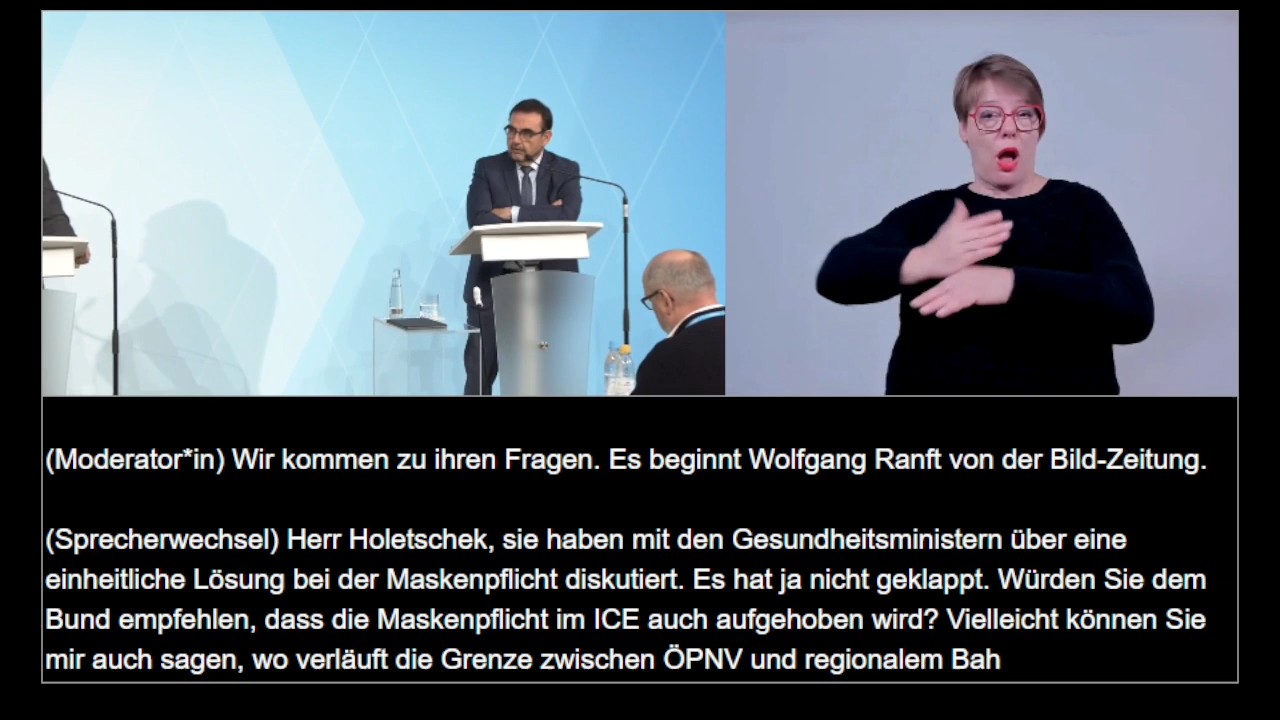 (Moderator*in) Wir kommen zu ihren Fragen. Es beginnt Wolfgang Ranft von der Bild-Zeitung.
(Sprecherwechsel) Herr Holetschek, sie haben mit den Gesundheitsministern über eine
einheitliche Lösung bei der Maskenpflicht diskutiert. Es hat ja nicht geklappt. Würden Sie dem
Bund empfehlen, dass die Maskenpflicht im ICE auch aufgehoben wird? Vielleicht können Sie
mir auch sagen, wo verläuft die Grenze zwischen ÖPNV und regionalem Bah